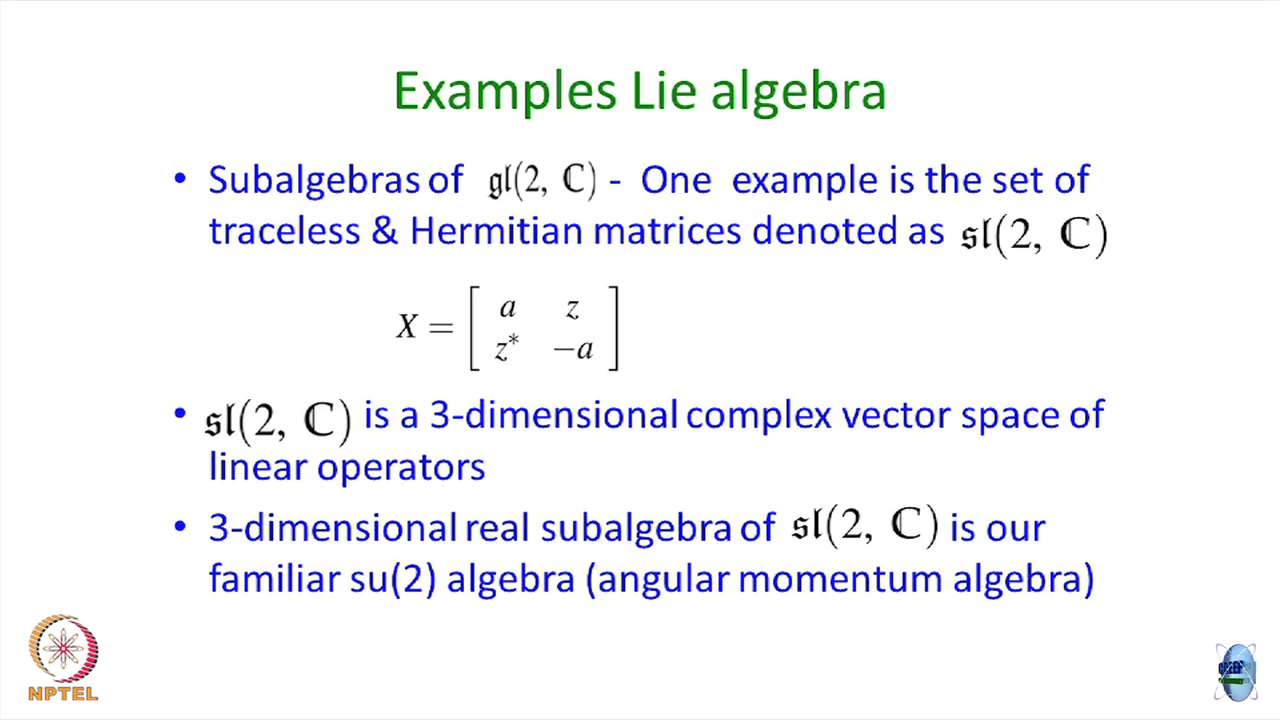 Examples Lie algebra
• Subalgebras of 𝔤𝔩(2, ℂ) - One example is the set of
traceless & Hermitian matrices denoted as 𝔰𝔩(2, ℂ)
X = [ a z
z* −a ]
• 𝔰𝔩(2, ℂ) is a 3-dimensional complex vector space of
linear operators
• 3-dimensional real subalgebra of 𝔰𝔩(2, ℂ) is our
familiar su(2) algebra (angular momentum algebra)
NPTEL